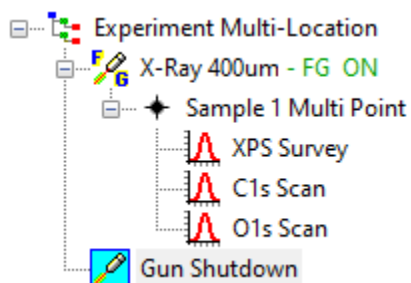 Experiment Multi-Location
FG X-Ray 400um - FG ON
Sample 1 Multi Point
XPS Survey
C1s Scan
O1s Scan
Gun Shutdown